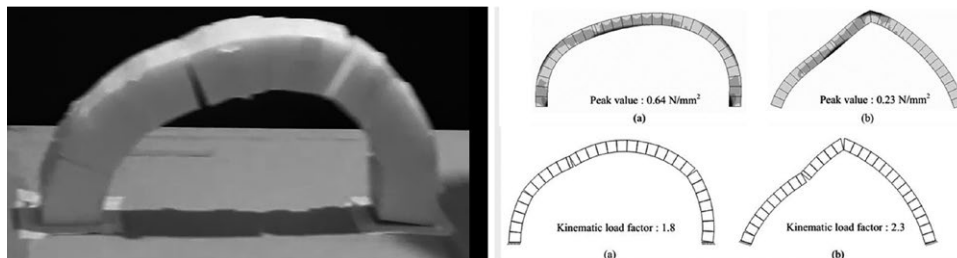 Peak value : 0.64 N/mm²
(a)
Peak value : 0.23 N/mm²
(b)
Kinematic load factor : 1.8
(a)
Kinematic load factor : 2.3
(b)